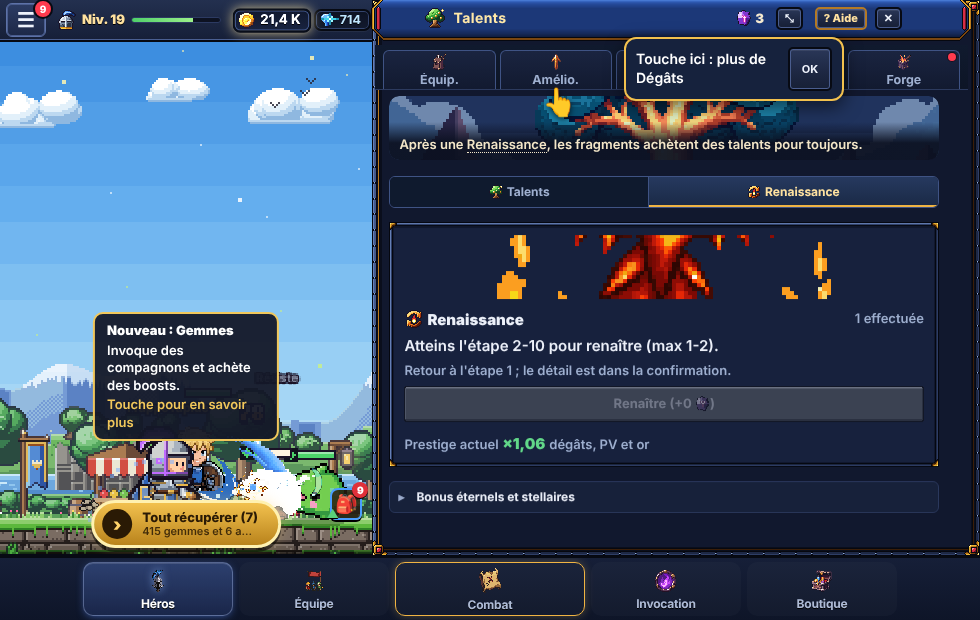 9
Niv. 19
21,4 K
714
Talents
3
? Aide
Équip.
Amélio.
Touche ici : plus de
Dégâts
OK
Forge
Après une Renaissance, les fragments achètent des talents pour toujours.
Talents
Renaissance
Renaissance
1 effectuée
Atteins l'étape 2-10 pour renaître (max 1-2).
Retour à l'étape 1 ; le détail est dans la confirmation.
Renaître (+0 )
Prestige actuel ×1,06 dégâts, PV et or
Bonus éternels et stellaires
Nouveau : Gemmes
Invoque des
compagnons et achète
des boosts.
Touche pour en savoir
plus
9
Tout récupérer (7)
415 gemmes et 6 a...
Héros
Équipe
Combat
Invocation
Boutique